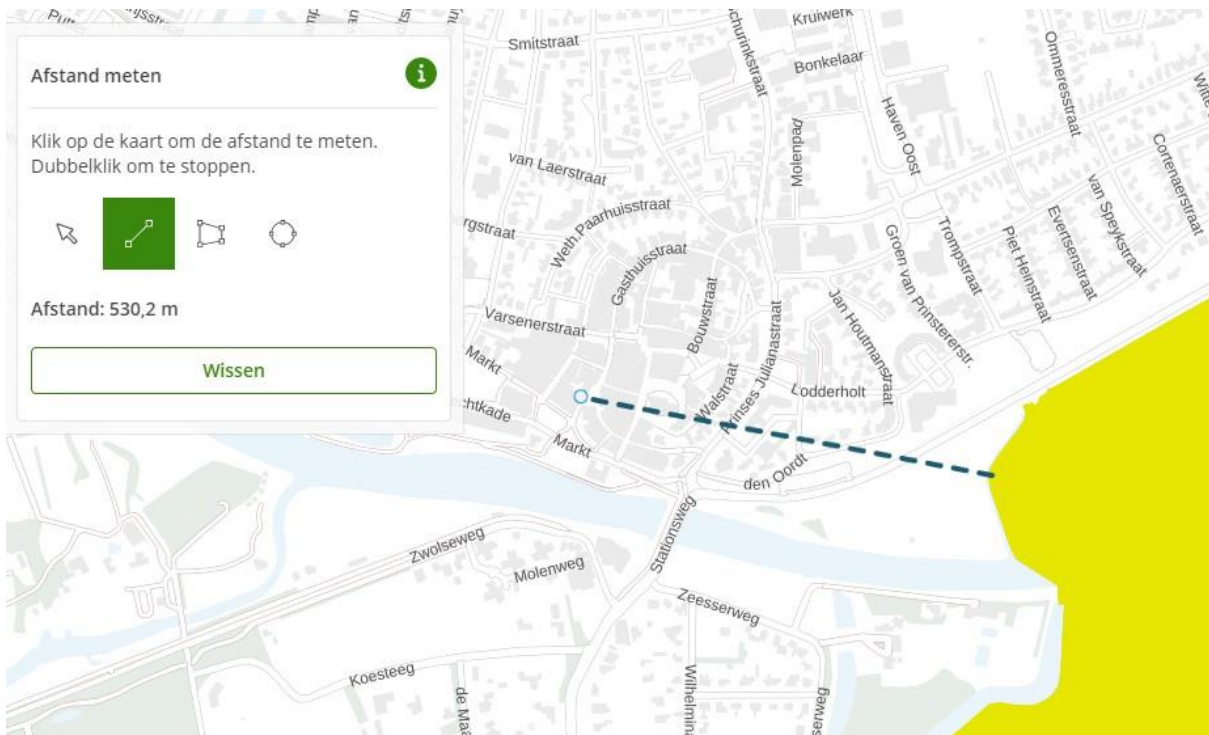 Afstand meten
Klik op de kaart om de afstand te meten.
Dubbelklik om te stoppen.
Afstand: 530,2 m
Wissen
Smitstraat
Kruiwerk
Bonkelaar
Ommeresstraat
Haven Oost
Molenpad
Cortenaerstraat
van Laerstraat
van Speykstraat
Weth.Paarhuisstraat
Evertsenstraat
Trompstraat
Piet Heinstraat
Groen van Prinstererstr.
Gasthuisstraat
Bouwstraat
Jan Houtmanstraat
Varsenerstraat
Prinses Julianastraat
Markt
Walstraat
Lodderholt
Markt
den Oordt
Stationsweg
Zwolseweg
Molenweg
Zeesserweg
Koesteeg